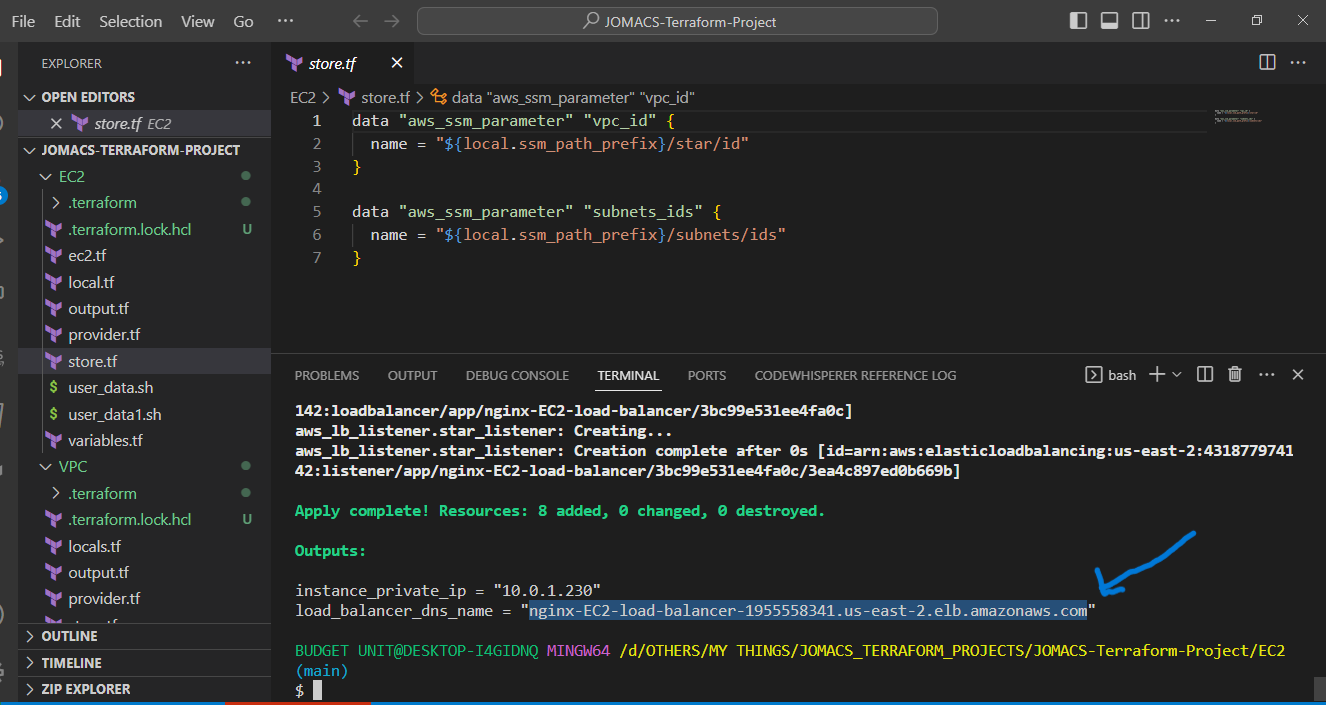 File Edit Selection View Go ···
JOMACS-Terraform-Project
EXPLORER ···
OPEN EDITORS
store.tf EC2
JOMACS-TERRAFORM-PROJECT
EC2
.terraform
.terraform.lock.hcl U
ec2.tf
local.tf
output.tf
provider.tf
store.tf
$ user_data.sh
$ user_data1.sh
variables.tf
VPC
.terraform
.terraform.lock.hcl U
locals.tf
output.tf
provider.tf
OUTLINE
TIMELINE
ZIP EXPLORER
store.tf
EC2 > store.tf > data "aws_ssm_parameter" "vpc_id"
1 data "aws_ssm_parameter" "vpc_id" {
2 name = "${local.ssm_path_prefix}/star/id"
3 }
4
5 data "aws_ssm_parameter" "subnets_ids" {
6 name = "${local.ssm_path_prefix}/subnets/ids"
7 }
PROBLEMS OUTPUT DEBUG CONSOLE TERMINAL PORTS CODEWHISPERER REFERENCE LOG
bash
142:loadbalancer/app/nginx-EC2-load-balancer/3bc99e531ee4fa0c]
aws_lb_listener.star_listener: Creating...
aws_lb_listener.star_listener: Creation complete after 0s [id=arn:aws:elasticloadbalancing:us-east-2:4318779741
42:listener/app/nginx-EC2-load-balancer/3bc99e531ee4fa0c/3ea4c897ed0b669b]
Apply complete! Resources: 8 added, 0 changed, 0 destroyed.
Outputs:
instance_private_ip = "10.0.1.230"
load_balancer_dns_name = "nginx-EC2-load-balancer-1955558341.us-east-2.elb.amazonaws.com"
BUDGET UNIT@DESKTOP-I4GIDNQ MINGW64 /d/OTHERS/MY THINGS/JOMACS_TERRAFORM_PROJECTS/JOMACS-Terraform-Project/EC2
(main)
$